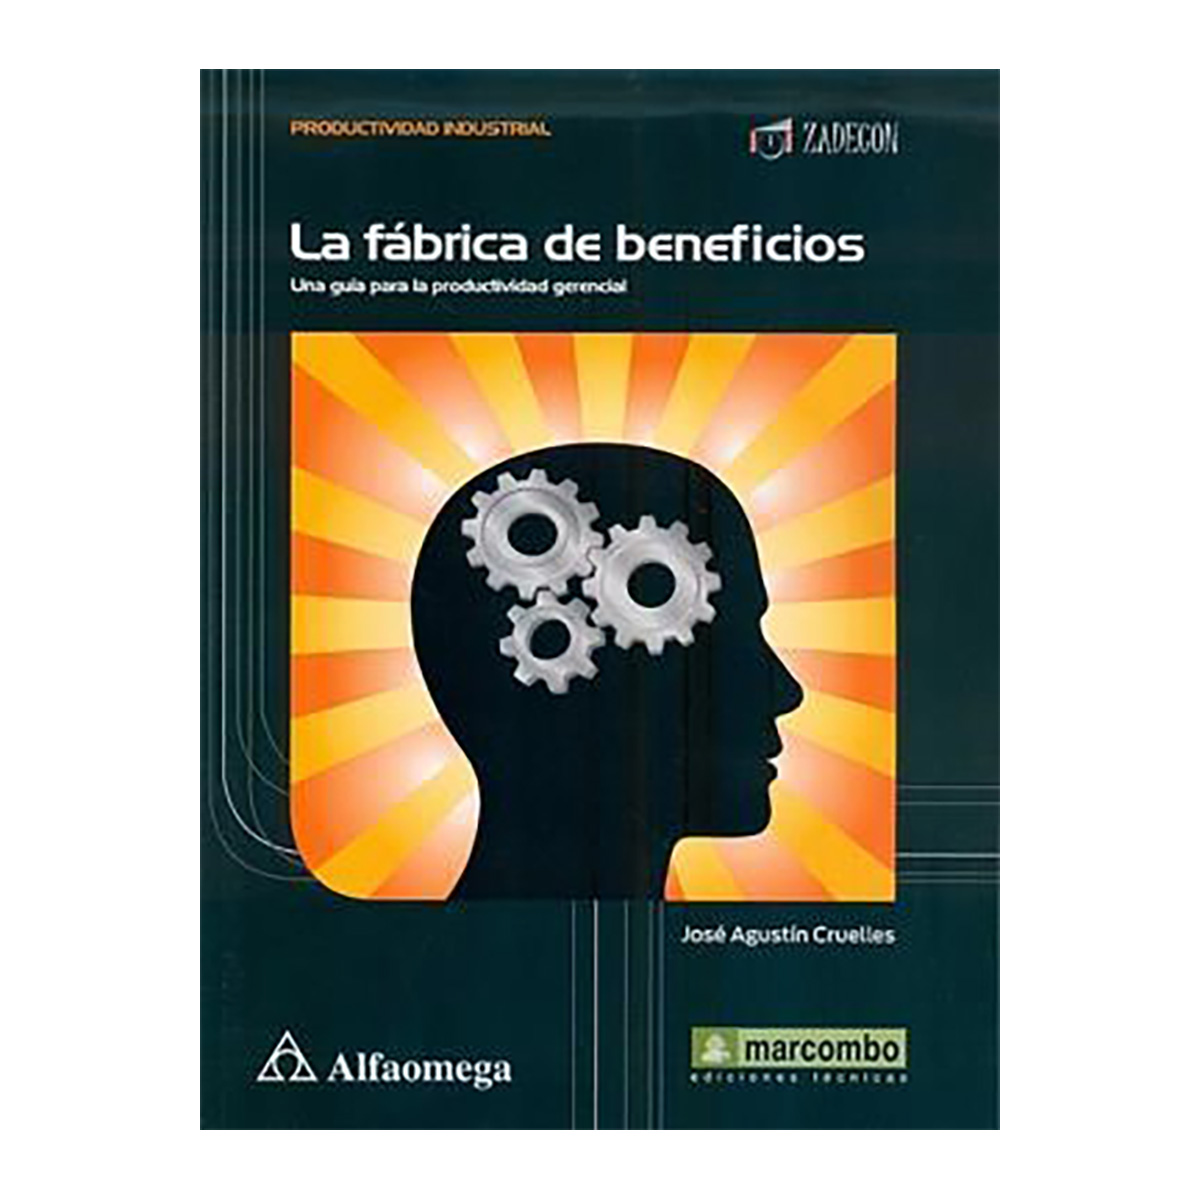 PRODUCTIVIDAD INDUSTRIAL
ZADECON
La fábrica de beneficios
Una guía para la productividad gerencial
José Agustín Cruelles
Alfaomega
marcombo
ediciones técnicas